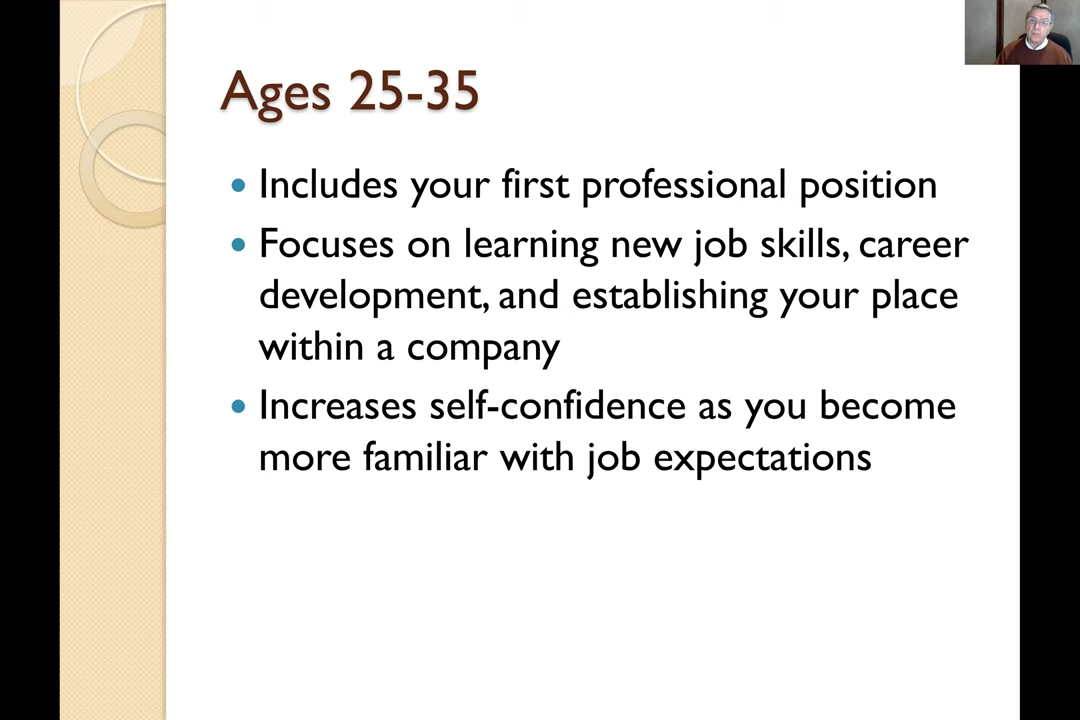 Ages 25-35
• Includes your first professional position
• Focuses on learning new job skills, career
development, and establishing your place
within a company
• Increases self-confidence as you become
more familiar with job expectations